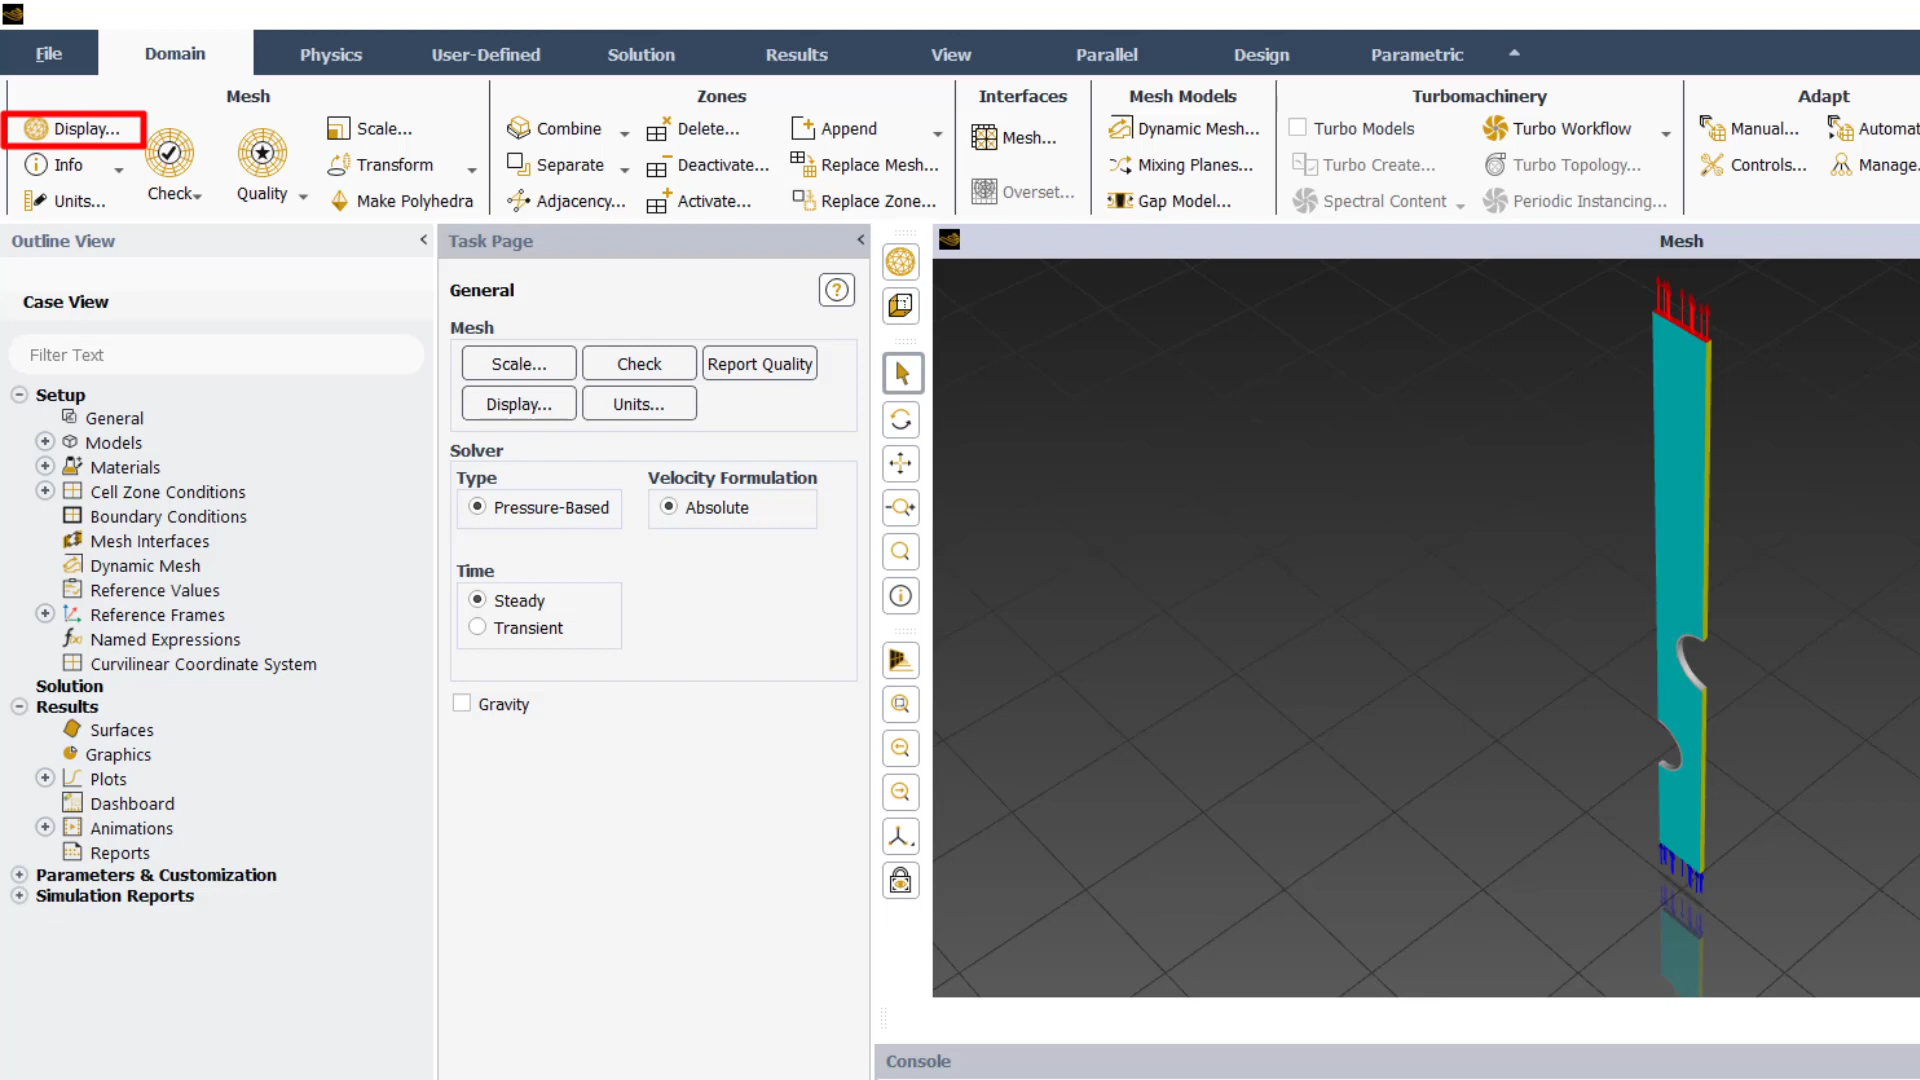 File
Domain
Physics
User-Defined
Solution
Results
View
Parallel
Design
Parametric
Mesh
Display...
Info
Units...
Check
Quality
Scale...
Transform
Make Polyhedra
Zones
Combine
Separate
Adjacency...
Delete...
Deactivate...
Activate...
Append
Replace Mesh...
Replace Zone...
Interfaces
Mesh...
Overset...
Mesh Models
Dynamic Mesh...
Mixing Planes...
Gap Model...
Turbomachinery
Turbo Models
Turbo Create...
Spectral Content
Turbo Workflow
Turbo Topology...
Periodic Instancing...
Adapt
Manual...
Controls...
Automat
Manage.
Outline View
Case View
Filter Text
Setup
General
Models
Materials
Cell Zone Conditions
Boundary Conditions
Mesh Interfaces
Dynamic Mesh
Reference Values
Reference Frames
Named Expressions
Curvilinear Coordinate System
Solution
Results
Surfaces
Graphics
Plots
Dashboard
Animations
Reports
Parameters & Customization
Simulation Reports
Task Page
General
Mesh
Scale...
Check
Report Quality
Display...
Units...
Solver
Type
Pressure-Based
Velocity Formulation
Absolute
Time
Steady
Transient
Gravity
Mesh
Console